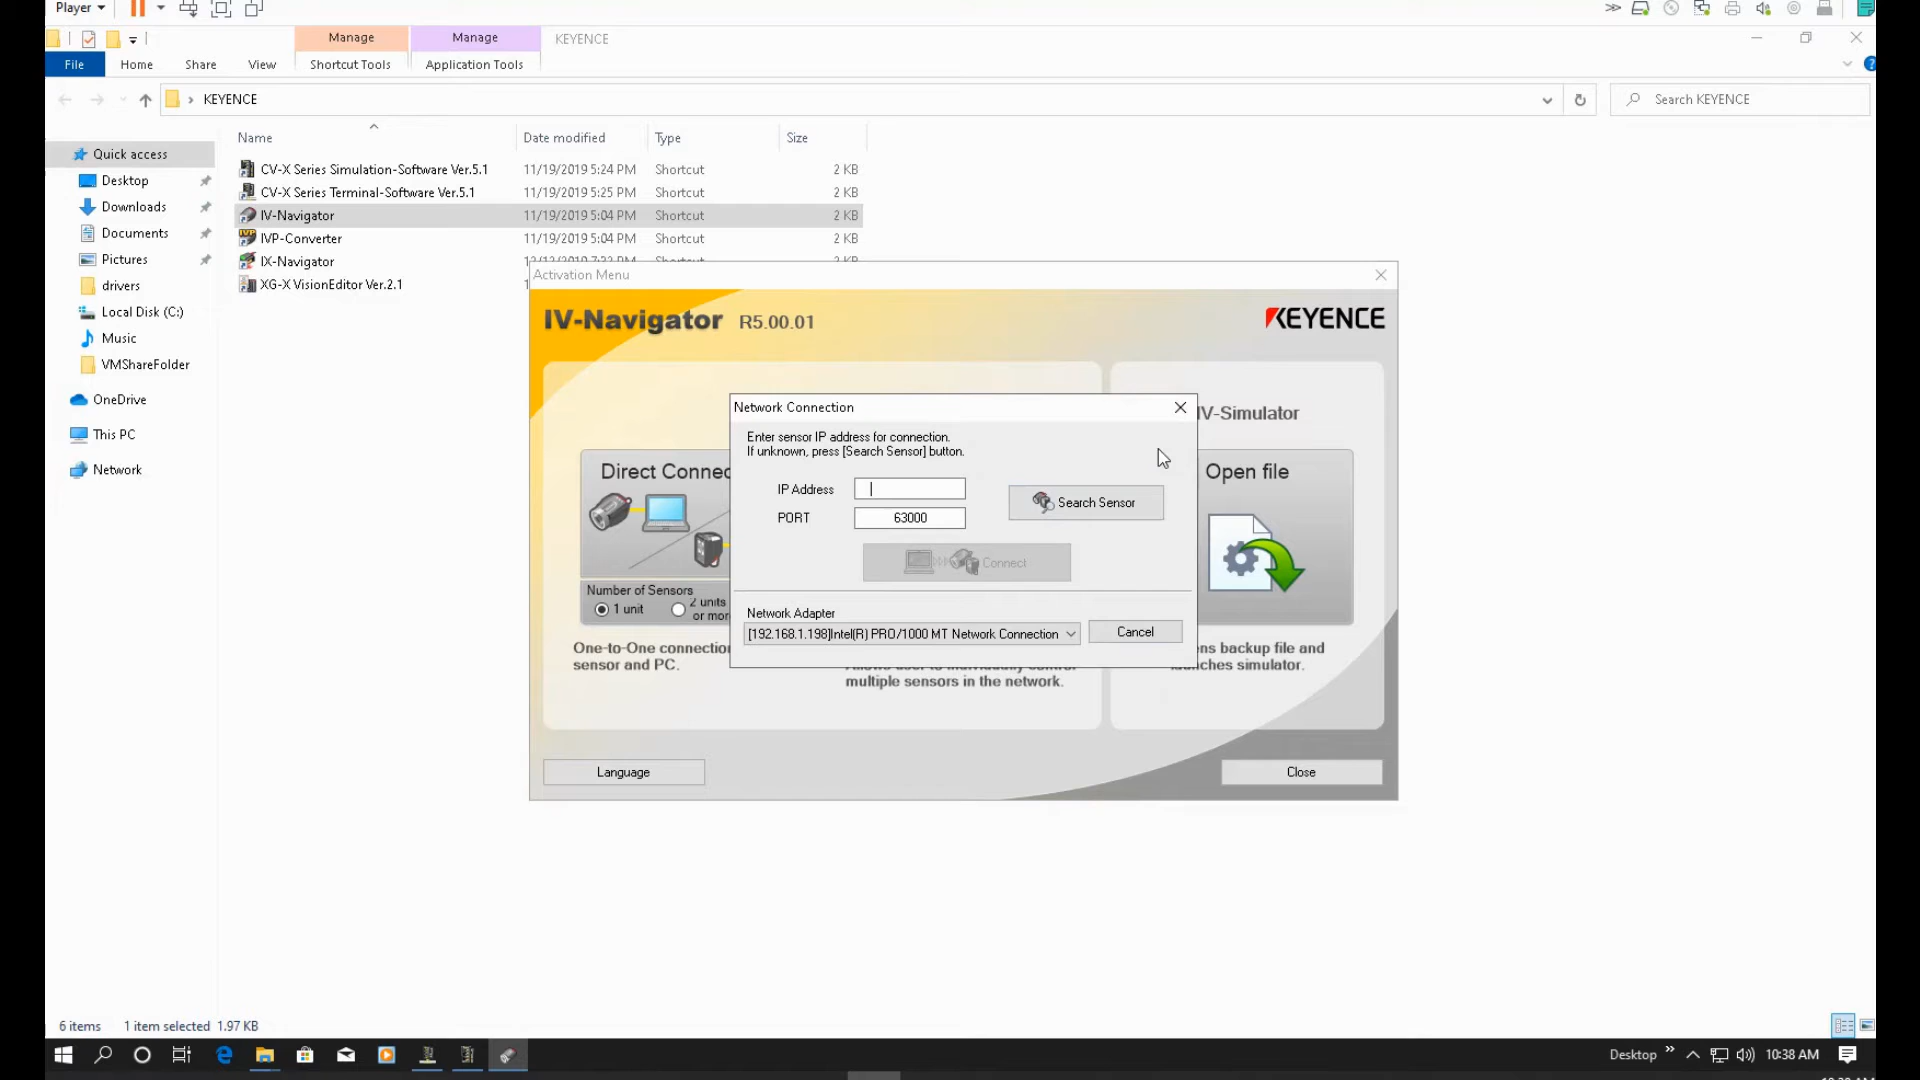 Player
Manage
Manage
KEYENCE
File
Home
Share
View
Shortcut Tools
Application Tools
KEYENCE
Search KEYENCE
Name
Date modified
Type
Size
Quick access
Desktop
Downloads
Documents
Pictures
drivers
Local Disk (C:)
Music
VMShareFolder
OneDrive
This PC
Network
CV-X Series Simulation-Software Ver.5.1 11/19/2019 5:24 PM Shortcut 2 KB
CV-X Series Terminal-Software Ver.5.1 11/19/2019 5:25 PM Shortcut 2 KB
IV-Navigator 11/19/2019 5:04 PM Shortcut 2 KB
IVP-Converter 11/19/2019 5:04 PM Shortcut 2 KB
IX-Navigator Shortcut 2 KB
XG-X VisionEditor Ver.2.1
Activation Menu
IV-Navigator R5.00.01
KEYENCE
Direct Connec
Number of Sensors
1 unit
2 units
or mor
One-to-One connection
sensor and PC.
multiple sensors in the network.
IV-Simulator
Open file
ens backup file and
launches simulator.
Language
Close
Network Connection
Enter sensor IP address for connection.
If unknown, press [Search Sensor] button.
IP Address
PORT 63000
Search Sensor
Connect
Network Adapter
[192.168.1.198]Intel(R) PRO/1000 MT Network Connection
Cancel
6 items 1 item selected 1.97 KB
Desktop
10:38 AM